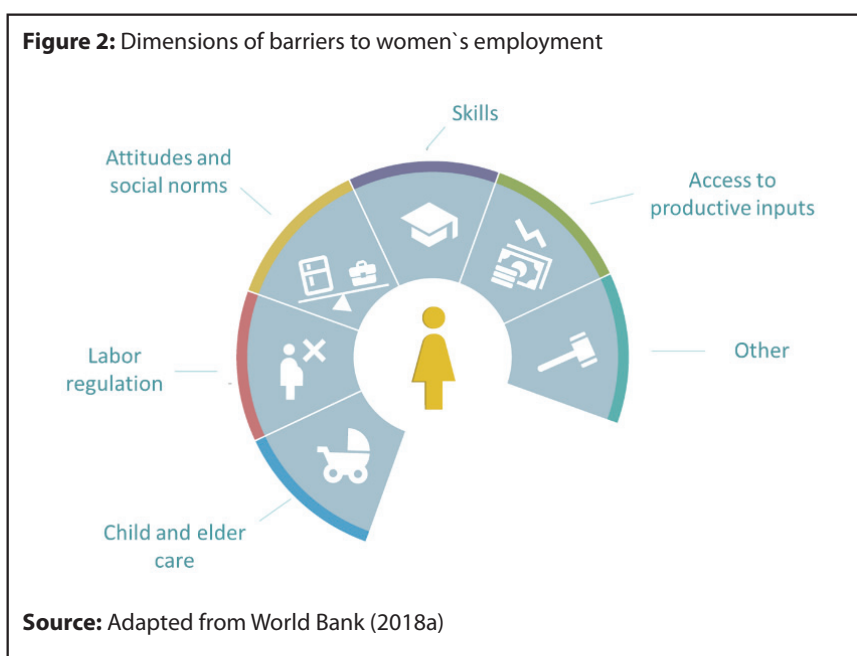 Figure 2: Dimensions of barriers to women`s employment
Skills
Attitudes and
social norms
Access to
productive inputs
Labor
regulation
Other
Child and elder
care
Source: Adapted from World Bank (2018a)